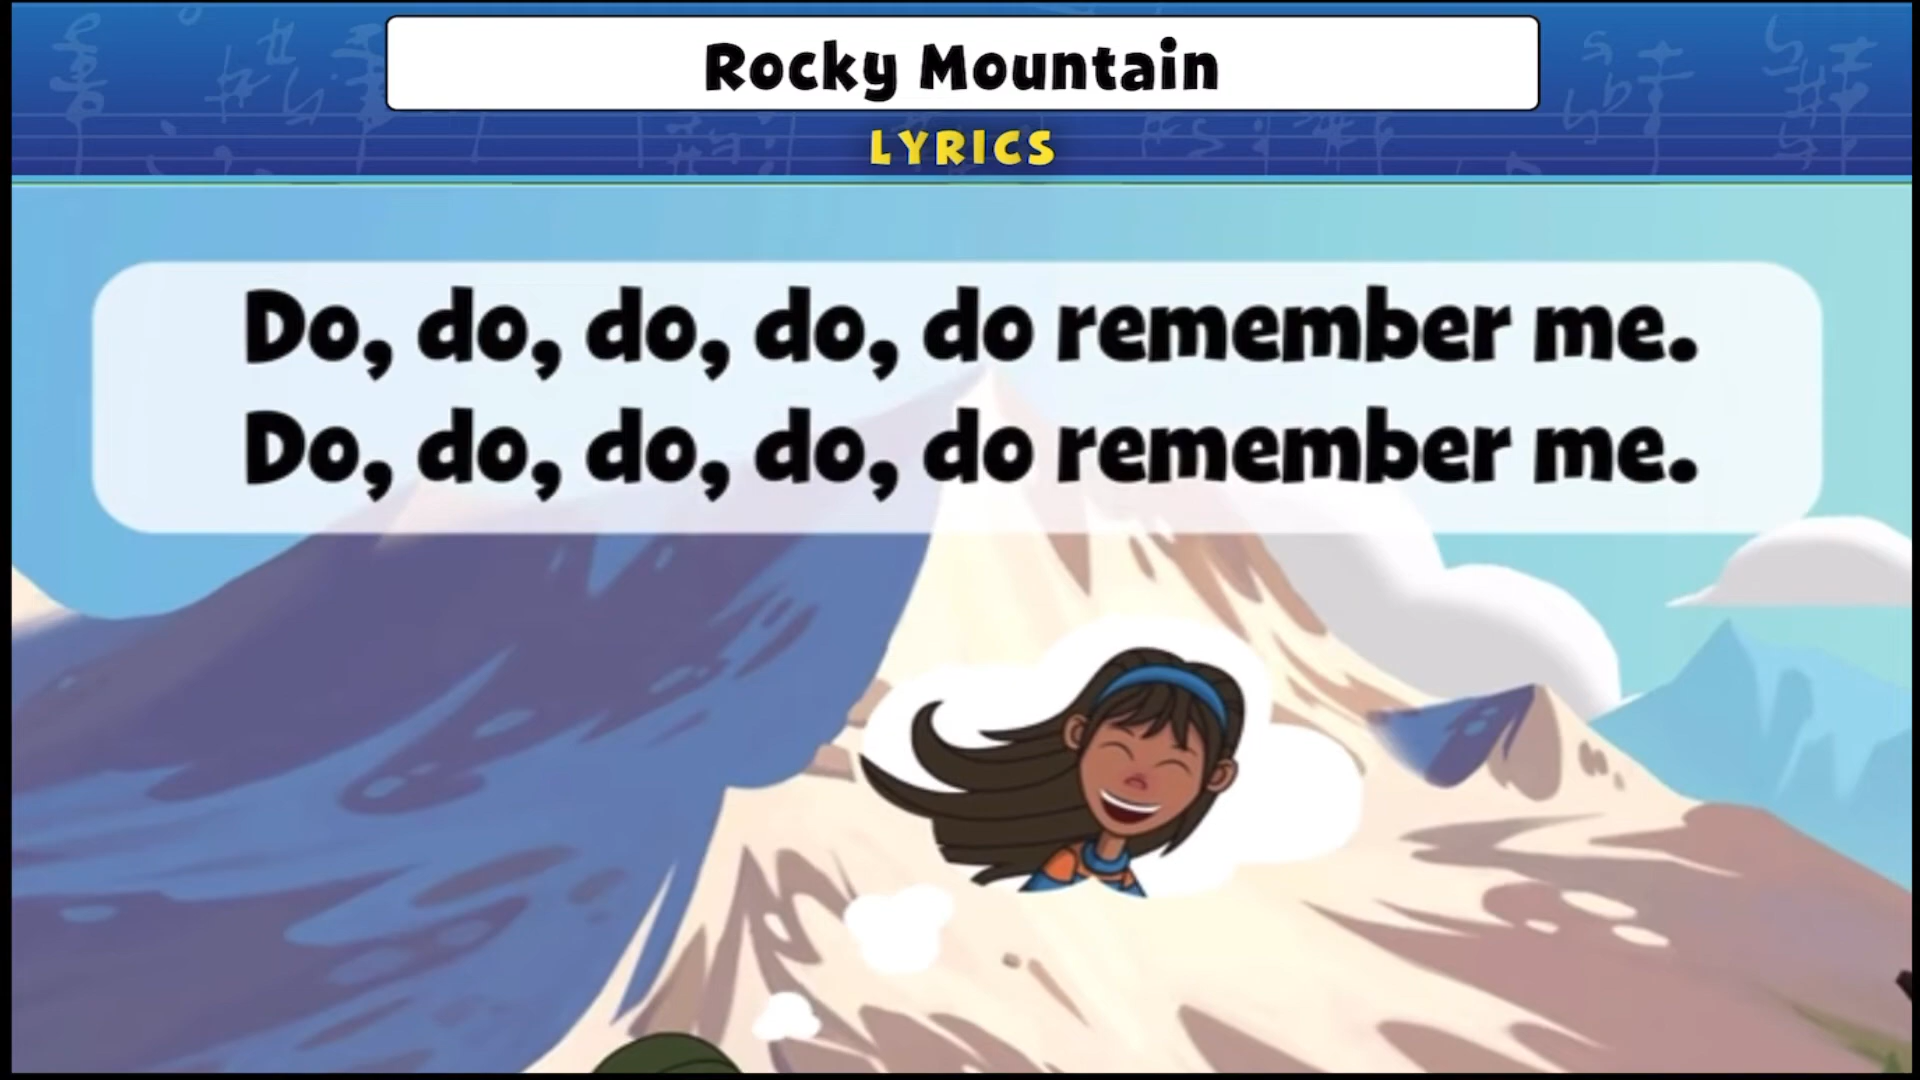 Rocky Mountain
LYRICS
Do, do, do, do, do remember me.
Do, do, do, do, do remember me.